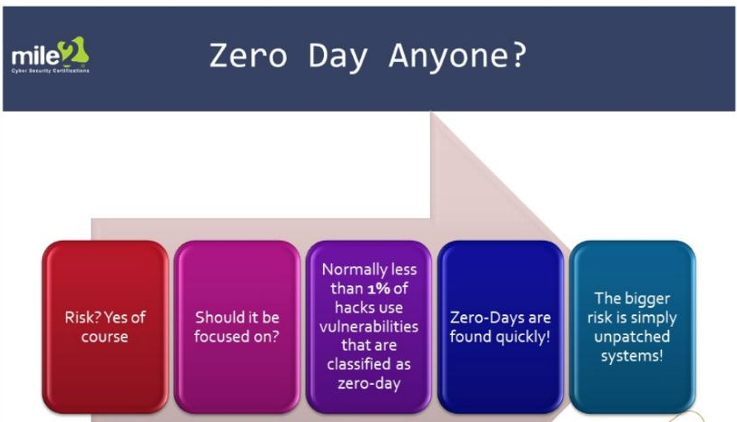 mile2
Cyber Security Certifications
Zero Day Anyone?
Risk? Yes of
course
Should it be
focused on?
Normally less
than 1% of
hacks use
vulnerabilities
that are
classified as
zero-day
Zero-Days are
found quickly!
The bigger
risk is simply
unpatched
systems!